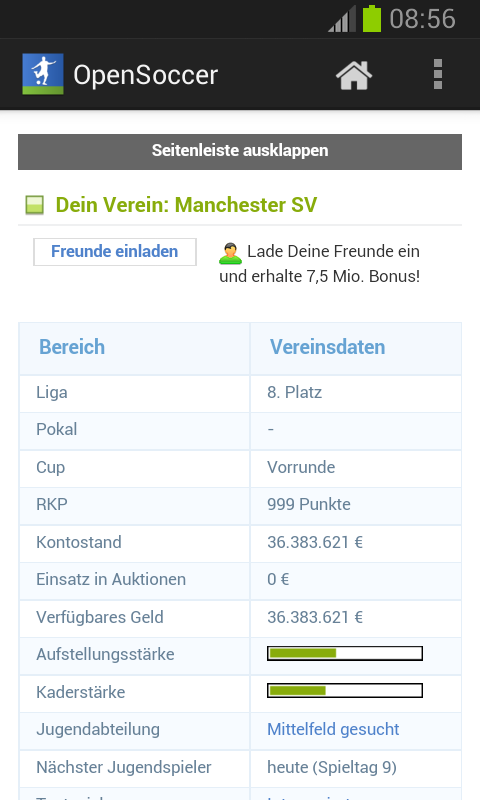 08:56
OpenSoccer
Seitenleiste ausklappen
Dein Verein: Manchester SV
Freunde einladen
Lade Deine Freunde ein
und erhalte 7,5 Mio. Bonus!
Bereich Vereinsdaten
Liga 8. Platz
Pokal -
Cup Vorrunde
RKP 999 Punkte
Kontostand 36.383.621 €
Einsatz in Auktionen 0 €
Verfügbares Geld 36.383.621 €
Aufstellungsstärke
Kaderstärke
Jugendabteilung Mittelfeld gesucht
Nächster Jugendspieler heute (Spieltag 9)